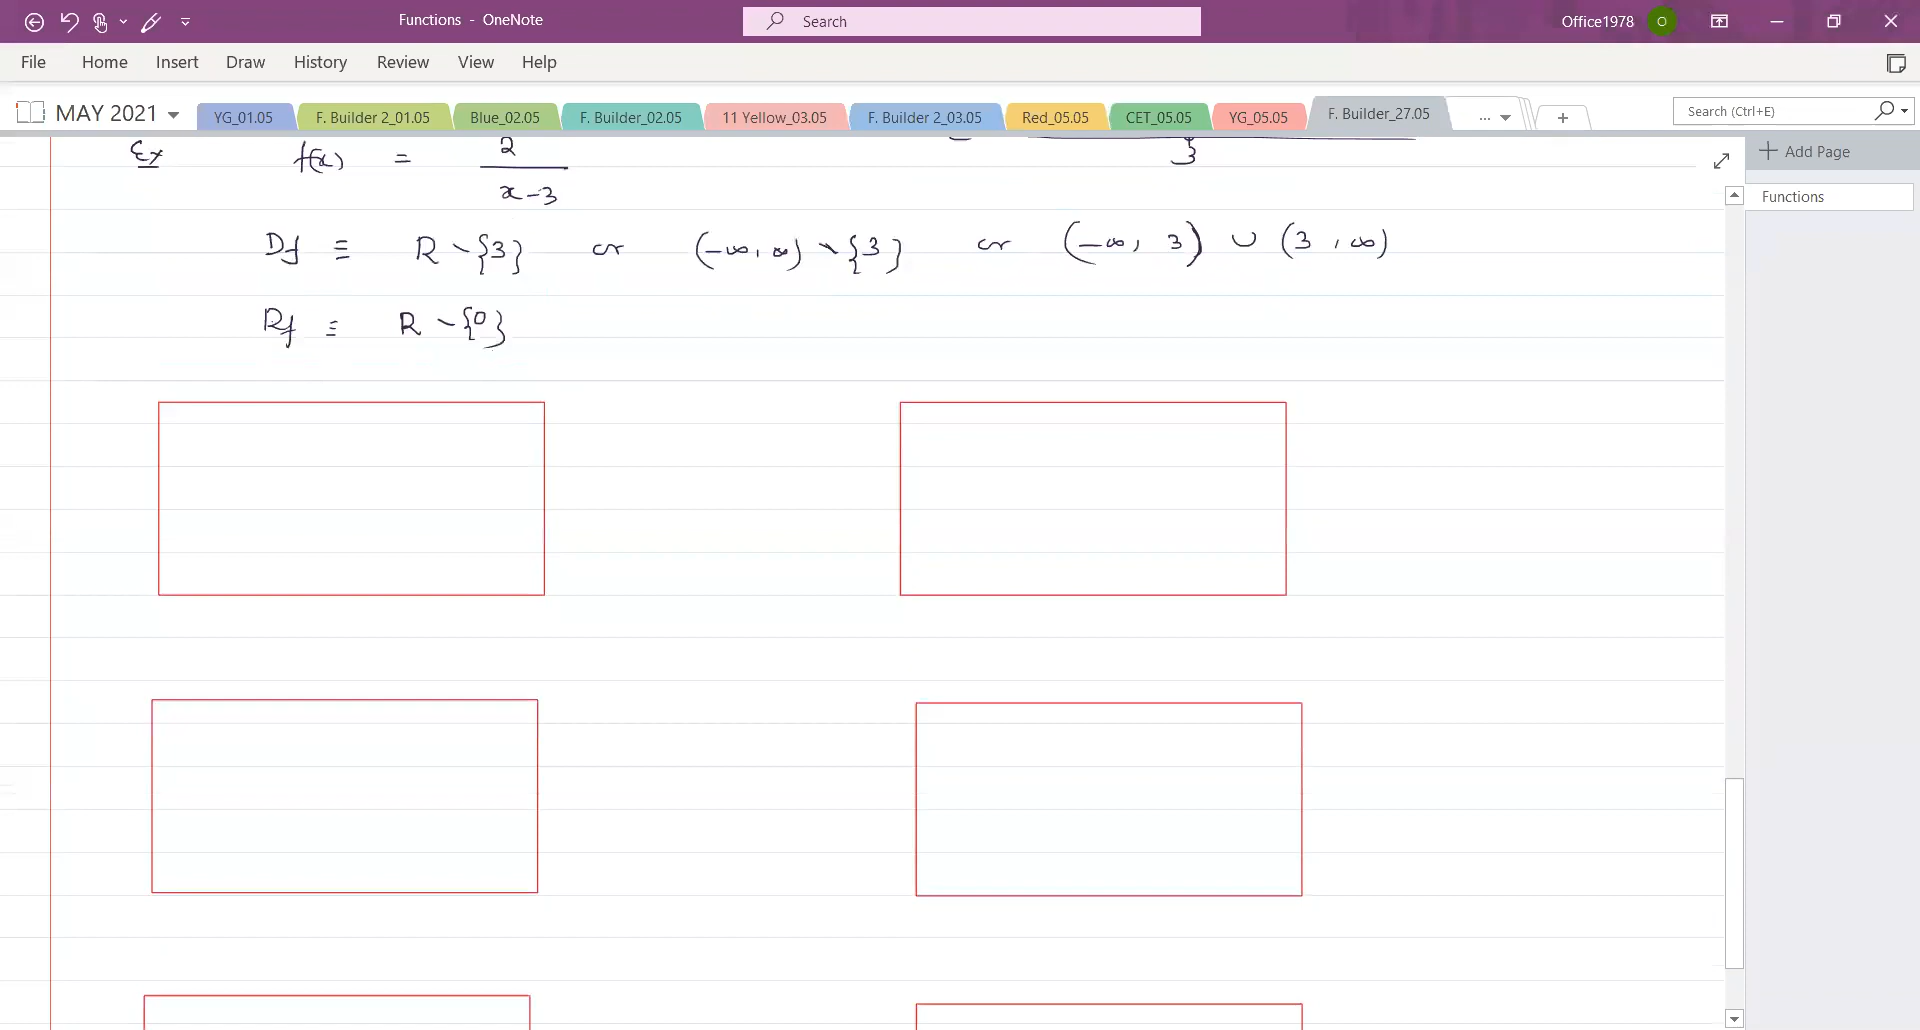 Functions - OneNote
Search
Office1978
O
File Home Insert Draw History Review View Help
MAY 2021
YG_01.05 F. Builder 2_01.05 Blue_02.05 F. Builder_02.05 11 Yellow_03.05 F. Builder 2_03.05 Red_05.05 CET_05.05 YG_05.05 F. Builder_27.05 ... +
Search (Ctrl+E)
Add Page
Functions
Ex f(x) = 2
x-3
3
Df ≡ R ~ {3} or (-∞, ∞) ~ {3} or (-∞, 3) ∪ (3, ∞)
Rf ≡ R ~ {0}